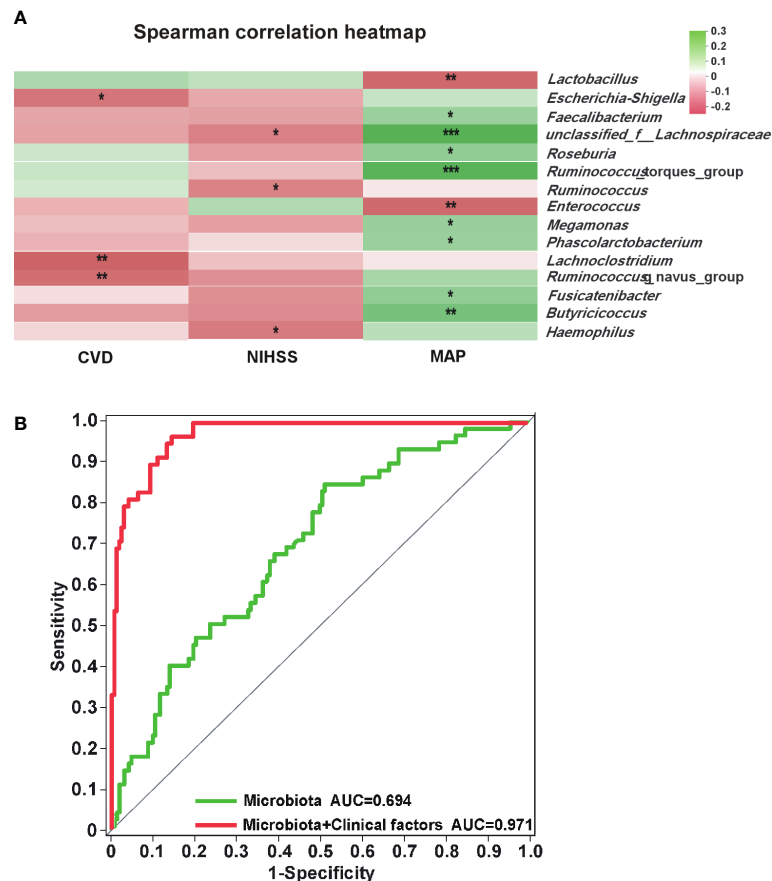 A
Spearman correlation heatmap
0.3
0.2
0.1
0
-0.1
-0.2
** Lactobacillus
* Escherichia-Shigella
* Faecalibacterium
* *** unclassified_f__Lachnospiraceae
* Roseburia
*** Ruminococcus_torques_group
* Ruminococcus
** Enterococcus
* Megamonas
* Phascolarctobacterium
** Lachnoclostridium
** Ruminococcus_g_navus_group
* Fusicatenibacter
** Butyricicoccus
* Haemophilus
CVD NIHSS MAP
B
1.0
0.9
0.8
0.7
0.6
0.5
0.4
0.3
0.2
0.1
0
Sensitivity
Microbiota AUC=0.694
Microbiota+Clinical factors AUC=0.971
0 0.1 0.2 0.3 0.4 0.5 0.6 0.7 0.8 0.9 1.0
1-Specificity